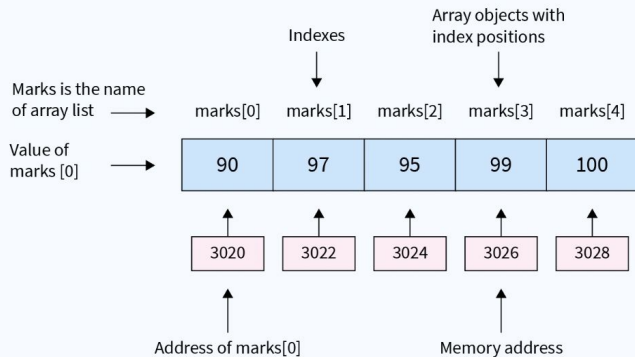 Indexes
Array objects with
index positions
Marks is the name
of array list
marks[0] marks[1] marks[2] marks[3] marks[4]
Value of
marks [0]
90 97 95 99 100
3020 3022 3024 3026 3028
Address of marks[0] Memory address